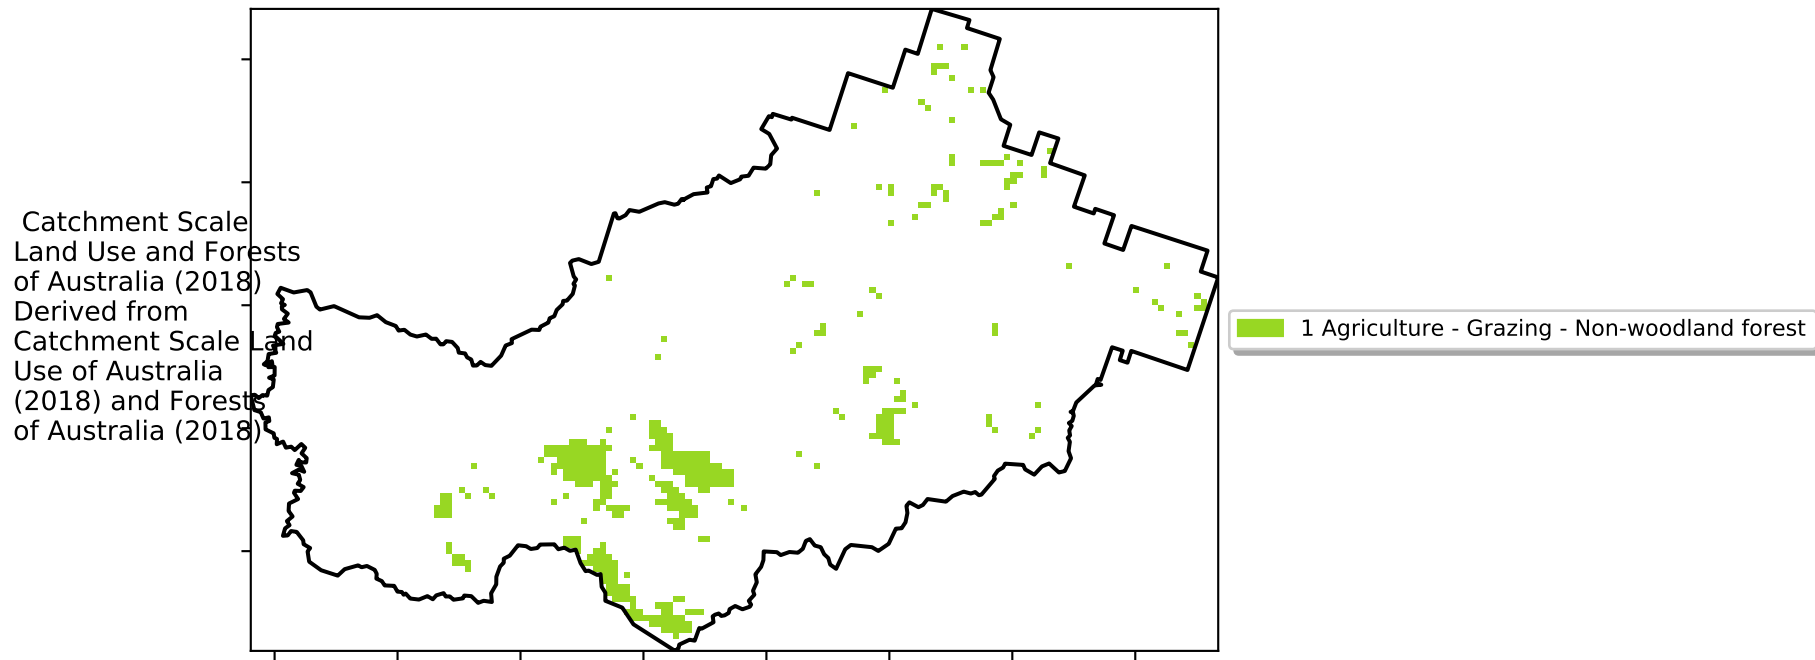 Catchment Scale
Land Use and Forests
of Australia (2018)
Derived from
Catchment Scale Land
Use of Australia
(2018) and Forests
of Australia (2018)
1 Agriculture - Grazing - Non-woodland forest